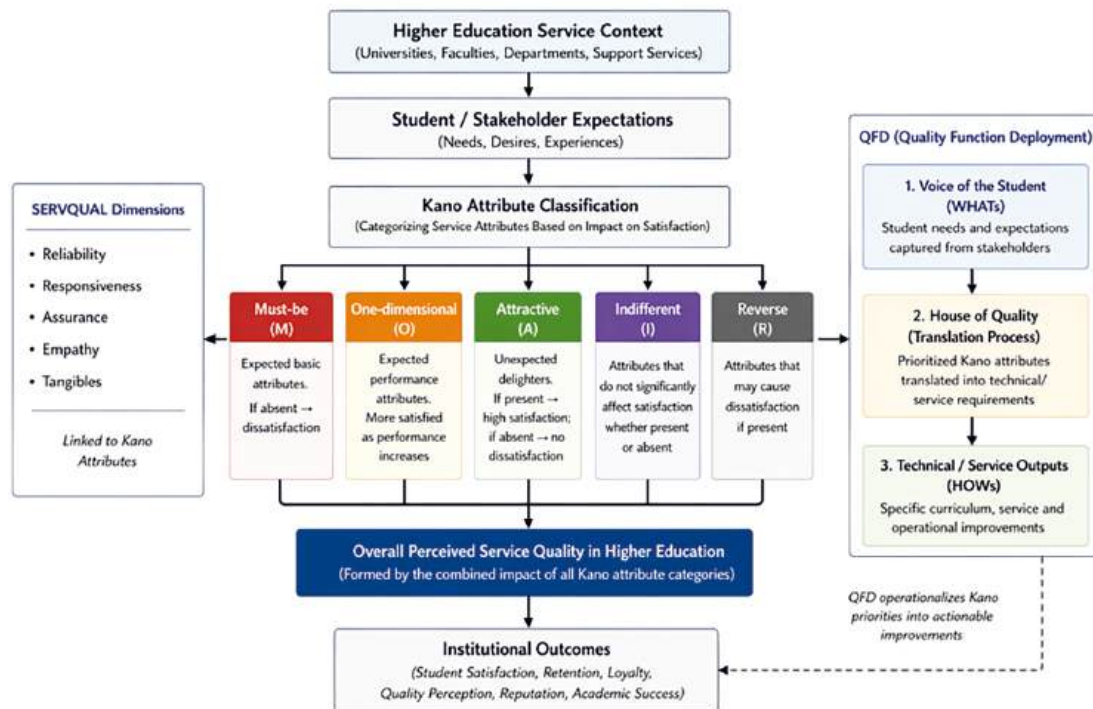 Higher Education Service Context
(Universities, Faculties, Departments, Support Services)
Student / Stakeholder Expectations
(Needs, Desires, Experiences)
Kano Attribute Classification
(Categorizing Service Attributes Based on Impact on Satisfaction)
SERVQUAL Dimensions
• Reliability
• Responsiveness
• Assurance
• Empathy
• Tangibles
Linked to Kano
Attributes
Must-be
(M)
Expected basic
attributes.
If absent →
dissatisfaction
One-dimensional
(O)
Expected
performance
attributes.
More satisfied
as performance
increases
Attractive
(A)
Unexpected
delighters.
If present →
high satisfaction;
if absent → no
dissatisfaction
Indifferent
(I)
Attributes that
do not significantly
affect satisfaction
whether present
or absent
Reverse
(R)
Attributes that
may cause
dissatisfaction
if present
QFD (Quality Function Deployment)
1. Voice of the Student
(WHATs)
Student needs and expectations
captured from stakeholders
2. House of Quality
(Translation Process)
Prioritized Kano attributes
translated into technical/
service requirements
3. Technical / Service Outputs
(HOWs)
Specific curriculum, service and
operational improvements
Overall Perceived Service Quality in Higher Education
(Formed by the combined impact of all Kano attribute categories)
QFD operationalizes Kano
priorities into actionable
improvements
Institutional Outcomes
(Student Satisfaction, Retention, Loyalty,
Quality Perception, Reputation, Academic Success)